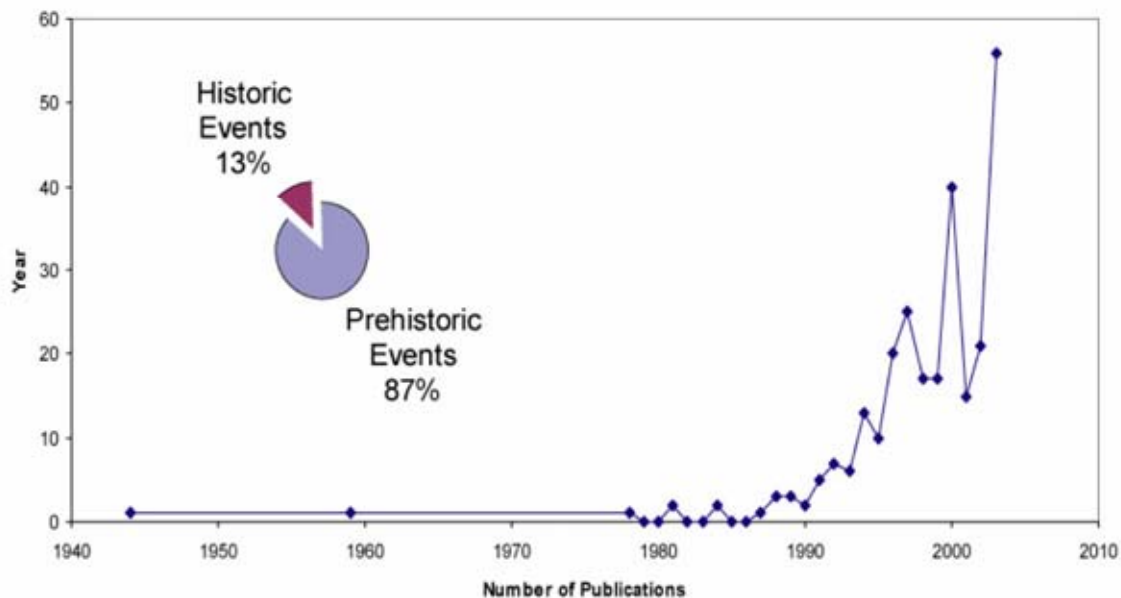 60
50
40
30
20
10
0
Year
Historic
Events
13%
Prehistoric
Events
87%
1940 1950 1960 1970 1980 1990 2000 2010
Number of Publications